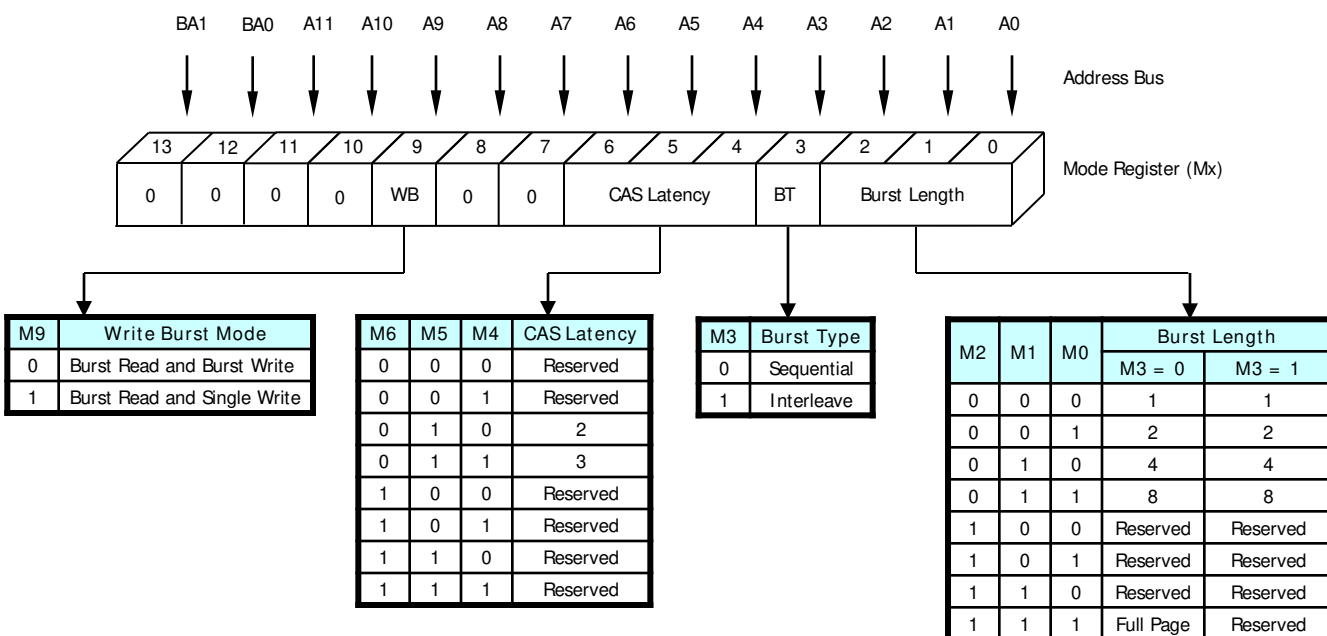 BA1 BA0 A11 A10 A9 A8 A7 A6 A5 A4 A3 A2 A1 A0
Address Bus
13 12 11 10 9 8 7 6 5 4 3 2 1 0
Mode Register (Mx)
0 0 0 0 WB 0 0 CAS Latency BT Burst Length
M9 Write Burst Mode
0 Burst Read and Burst Write
1 Burst Read and Single Write
M6 M5 M4 CAS Latency
0 0 0 Reserved
0 0 1 Reserved
0 1 0 2
0 1 1 3
1 0 0 Reserved
1 0 1 Reserved
1 1 0 Reserved
1 1 1 Reserved
M3 Burst Type
0 Sequential
1 Interleave
M2 M1 M0 Burst Length
M3 = 0 M3 = 1
0 0 0 1 1
0 0 1 2 2
0 1 0 4 4
0 1 1 8 8
1 0 0 Reserved Reserved
1 0 1 Reserved Reserved
1 1 0 Reserved Reserved
1 1 1 Full Page Reserved